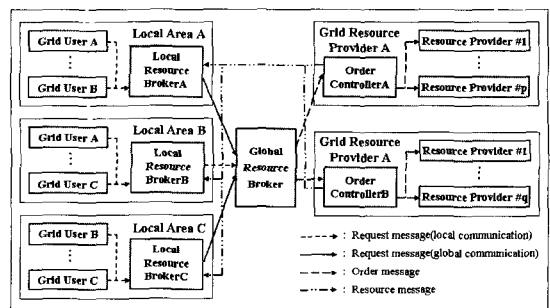 Local Area A
Grid User A
⋮
Grid User B
Local
Resource
BrokerA
Local Area B
Grid User A
⋮
Grid User C
Local
Resource
BrokerB
Local Area C
Grid User B
⋮
Grid User C
Local
Resource
BrokerC
Global
Resource
Broker
Grid Resource
Provider A
Order
ControllerA
Resource Provider #1
⋮
Resource Provider #p
Grid Resource
Provider A
Order
ControllerB
Resource Provider #1
⋮
Resource Provider #q
: Request message(local communication)
: Request message(global communication)
: Order message
: Resource message